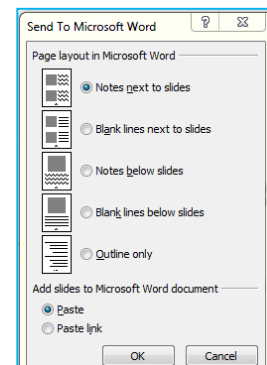 Send To Microsoft Word
Page layout in Microsoft Word
Notes next to slides
Blank lines next to slides
Notes below slides
Blank lines below slides
Outline only
Add slides to Microsoft Word document
Paste
Paste link
OK Cancel